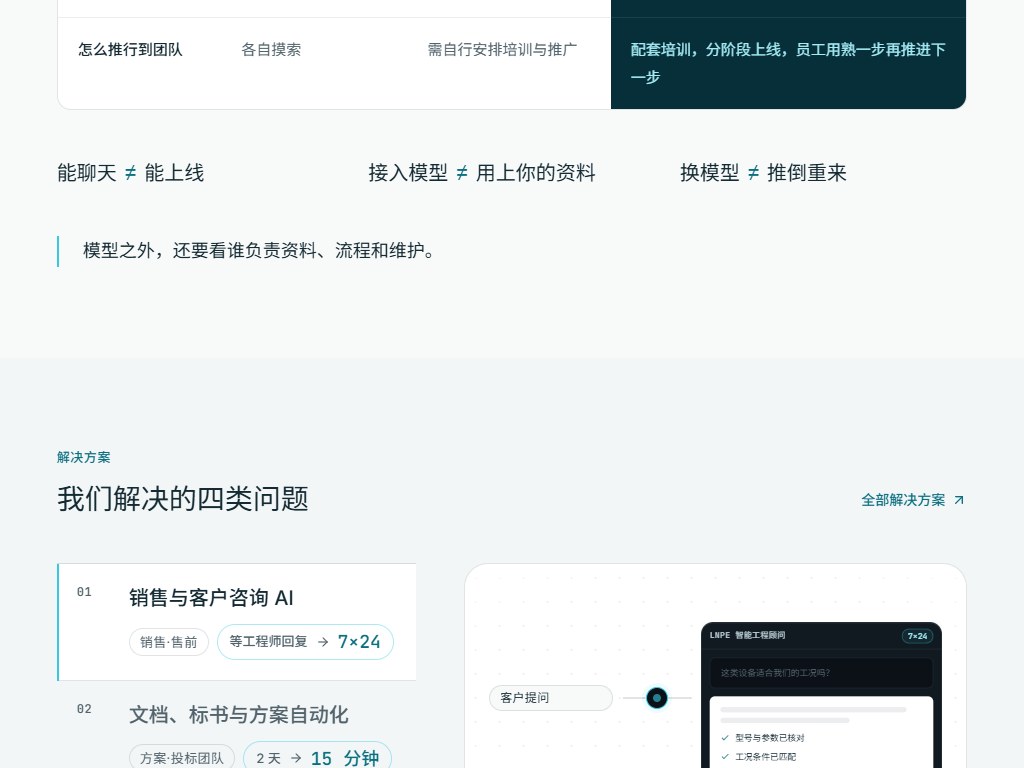 怎么推行到团队 各自摸索 需自行安排培训与推广 配套培训，分阶段上线，员工用熟一步再推进下
一步
能聊天 ≠ 能上线 接入模型 ≠ 用上你的资料 换模型 ≠ 推倒重来
模型之外，还要看谁负责资料、流程和维护。
解决方案
我们解决的四类问题
全部解决方案 ↗
01 销售与客户咨询 AI
销售·售前 等工程师回复 → 7×24
02 文档、标书与方案自动化
方案·投标团队 2 天 → 15 分钟
客户提问
LNPE 智能工程顾问 7×24
这类设备适合我们的工况吗？
✓ 型号与参数已核对
✓ 工况条件已匹配